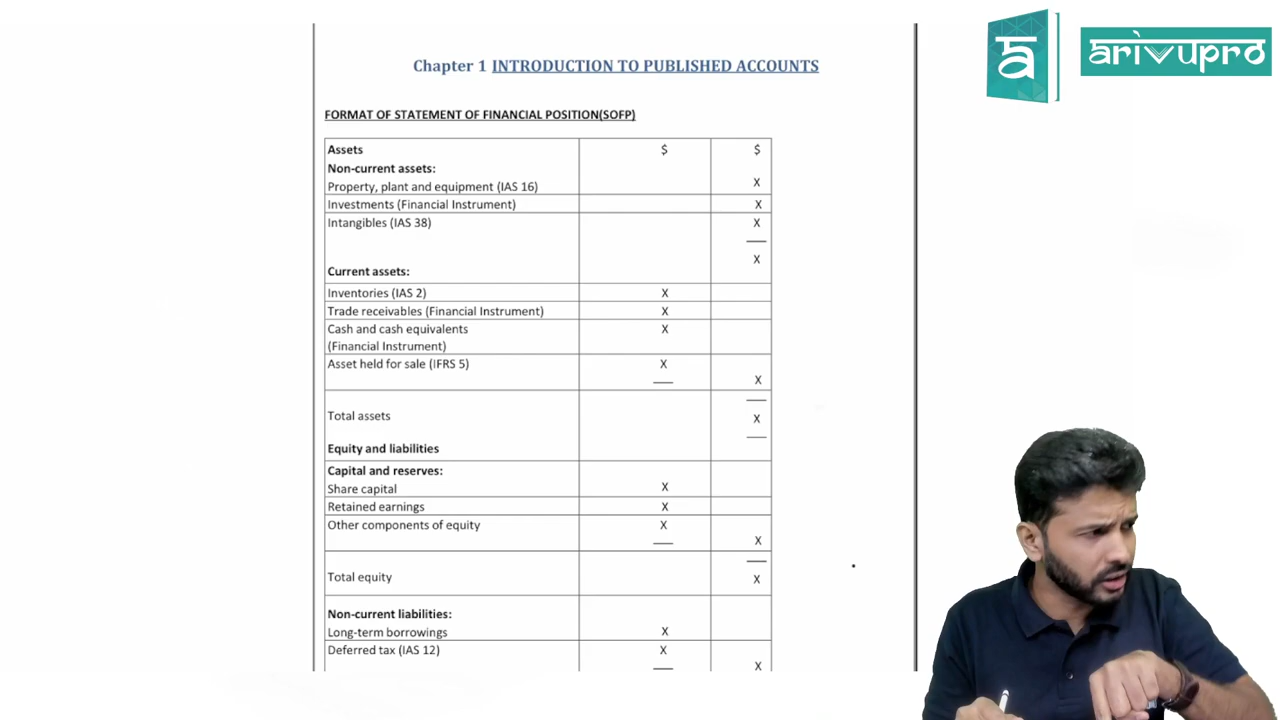 arivupro
Chapter 1 INTRODUCTION TO PUBLISHED ACCOUNTS
FORMAT OF STATEMENT OF FINANCIAL POSITION(SOFP)
Assets $ $
Non-current assets:
Property, plant and equipment (IAS 16) X
Investments (Financial Instrument) X
Intangibles (IAS 38) X
X
Current assets:
Inventories (IAS 2) X
Trade receivables (Financial Instrument) X
Cash and cash equivalents X
(Financial Instrument)
Asset held for sale (IFRS 5) X
X
Total assets X
Equity and liabilities
Capital and reserves:
Share capital X
Retained earnings X
Other components of equity X
X
Total equity X
Non-current liabilities:
Long-term borrowings X
Deferred tax (IAS 12) X
X